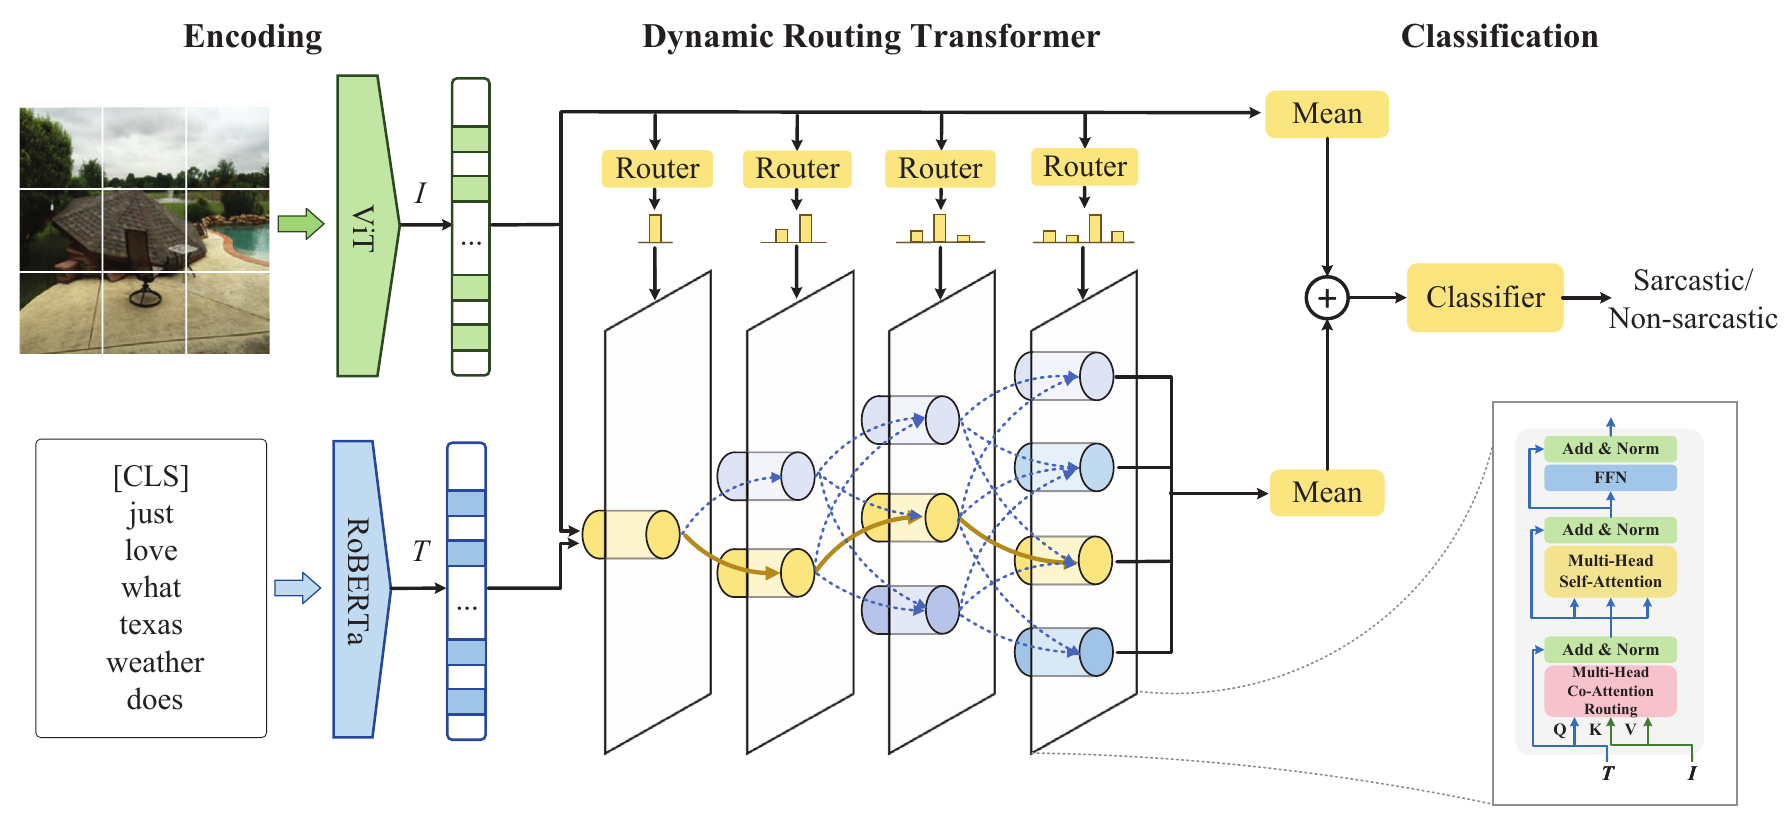 Encoding
Dynamic Routing Transformer
Classification
ViT
I
...
Router
Router
Router
Router
Mean
+
Classifier
Sarcastic/
Non-sarcastic
[CLS]
just
love
what
texas
weather
does
RoBERTa
T
...
Mean
Add & Norm
FFN
Add & Norm
Multi-Head
Self-Attention
Add & Norm
Multi-Head
Co-Attention
Routing
Q K V
T I